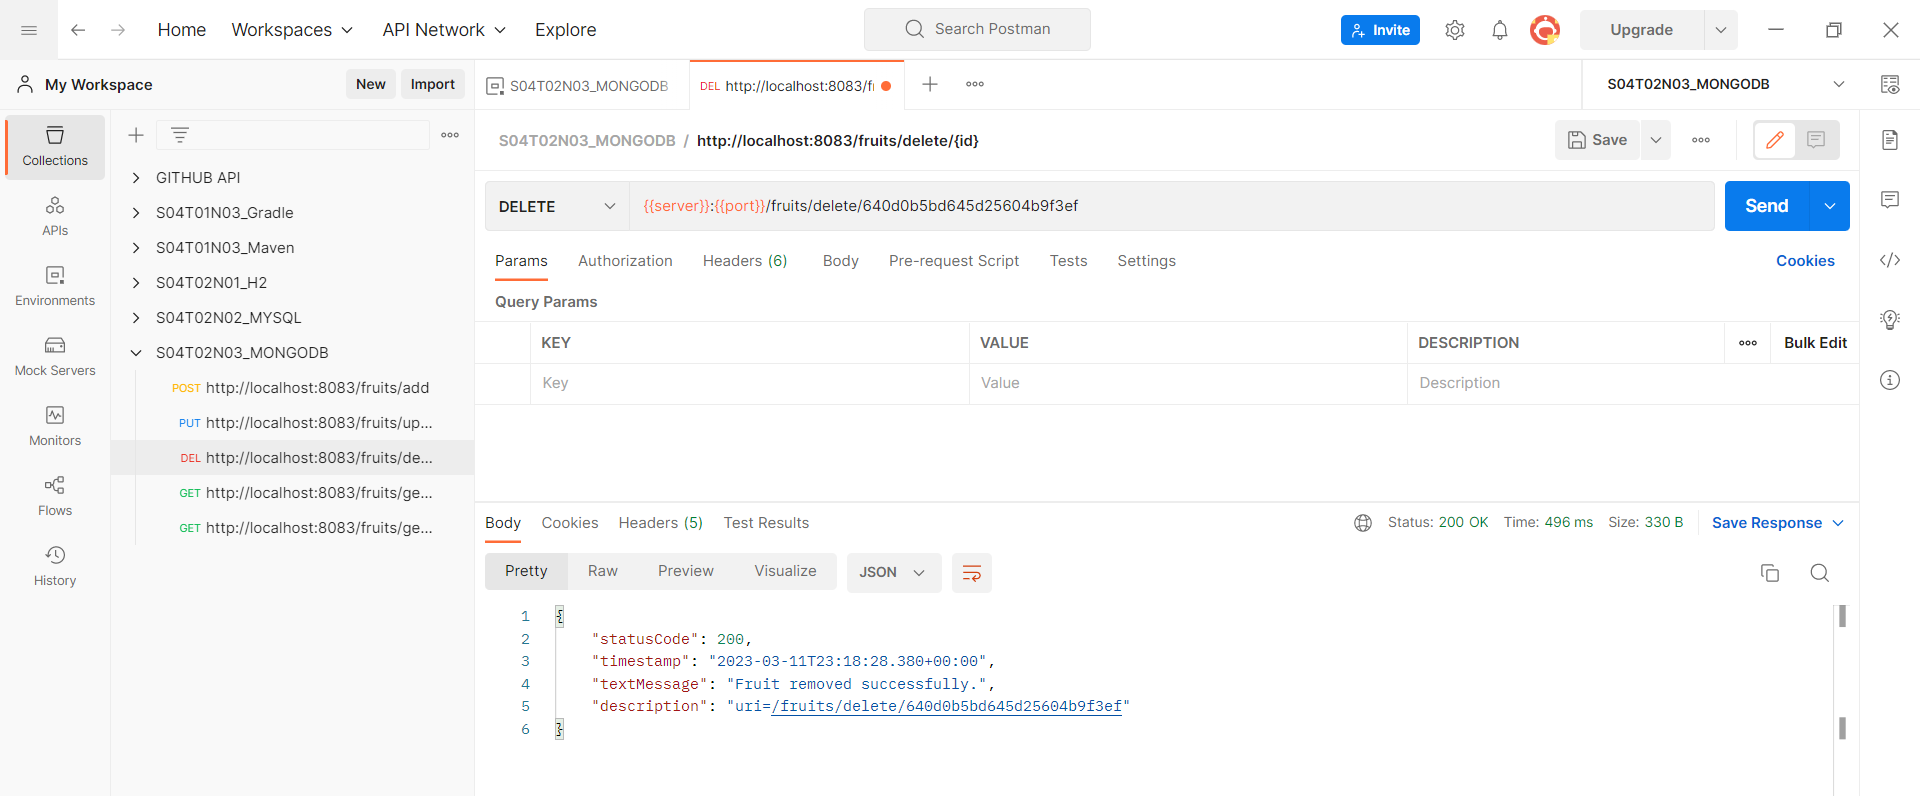 Home Workspaces API Network Explore Search Postman Invite Upgrade
My Workspace New Import
S04T02N03_MONGODB DEL http://localhost:8083/f S04T02N03_MONGODB
Collections
APIs
Environments
Mock Servers
Monitors
Flows
History
GITHUB API
S04T01N03_Gradle
S04T01N03_Maven
S04T02N01_H2
S04T02N02_MYSQL
S04T02N03_MONGODB
POST http://localhost:8083/fruits/add
PUT http://localhost:8083/fruits/up...
DEL http://localhost:8083/fruits/de...
GET http://localhost:8083/fruits/ge...
GET http://localhost:8083/fruits/ge...
S04T02N03_MONGODB / http://localhost:8083/fruits/delete/{id} Save
DELETE {{server}}:{{port}}/fruits/delete/640d0b5bd645d25604b9f3ef Send
Params Authorization Headers (6) Body Pre-request Script Tests Settings Cookies
Query Params
KEY VALUE DESCRIPTION Bulk Edit
Key Value Description
Body Cookies Headers (5) Test Results Status: 200 OK Time: 496 ms Size: 330 B Save Response
Pretty Raw Preview Visualize JSON
1 {
2 "statusCode": 200,
3 "timestamp": "2023-03-11T23:18:28.380+00:00",
4 "textMessage": "Fruit removed successfully.",
5 "description": "uri=/fruits/delete/640d0b5bd645d25604b9f3ef"
6 }